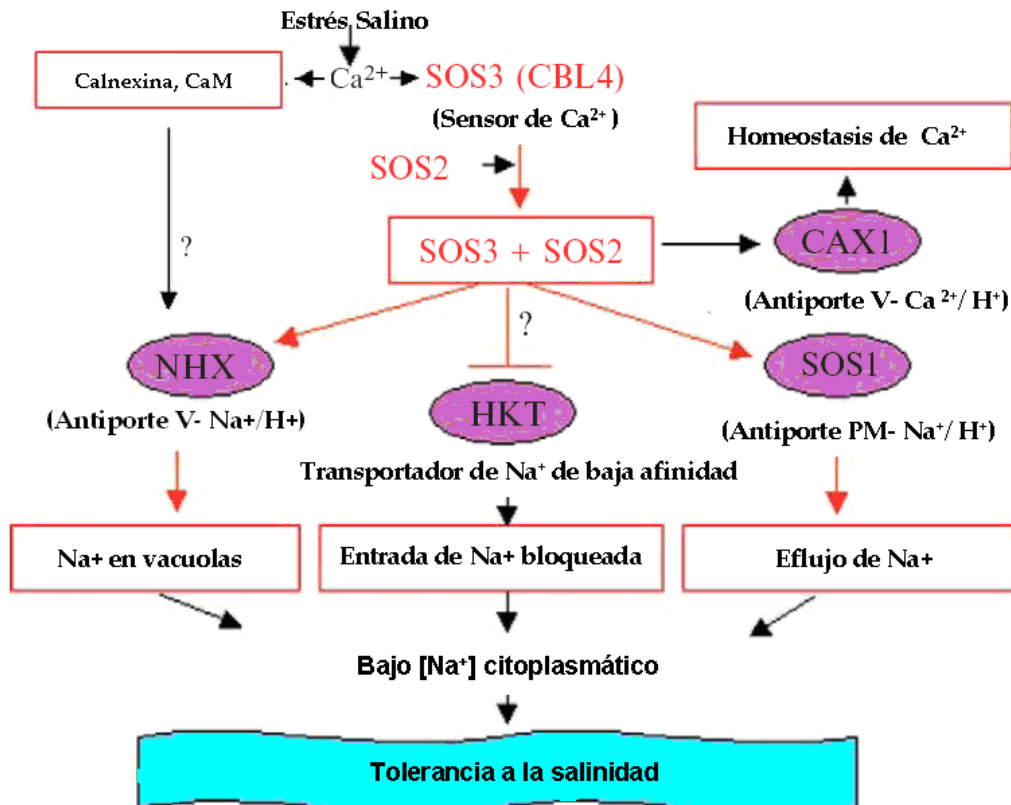 Estrés Salino
Calnexina, CaM
Ca²⁺
SOS3 (CBL4)
(Sensor de Ca²⁺ )
SOS2
Homeostasis de Ca²⁺
SOS3 + SOS2
CAX1
(Antiporte V- Ca ²⁺/ H⁺)
?
?
NHX
(Antiporte V- Na+/H+)
HKT
Transportador de Na⁺ de baja afinidad
SOS1
(Antiporte PM- Na⁺/ H⁺)
Na+ en vacuolas
Entrada de Na+ bloqueada
Eflujo de Na+
Bajo [Na⁺] citoplasmático
Tolerancia a la salinidad